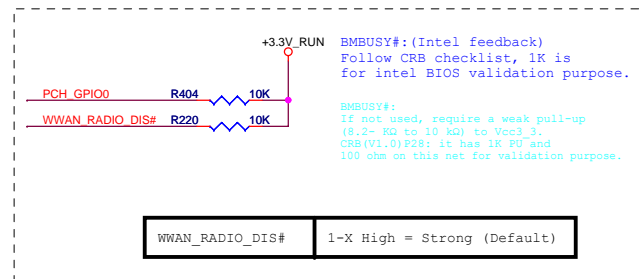 +3.3V_RUN
BMBUSY#:(Intel feedback)
Follow CRB checklist, 1K is
for intel BIOS validation purpose.
PCH_GPIO0 R404 10K
WWAN_RADIO_DIS# R220 10K
BMBUSY#:
If not used, require a weak pull-up
(8.2- KΩ to 10 kΩ) to Vcc3_3.
CRB(V1.0)P28: it has 1K PU and
100 ohm on this net for validation purpose.
WWAN_RADIO_DIS# 1-X High = Strong (Default)